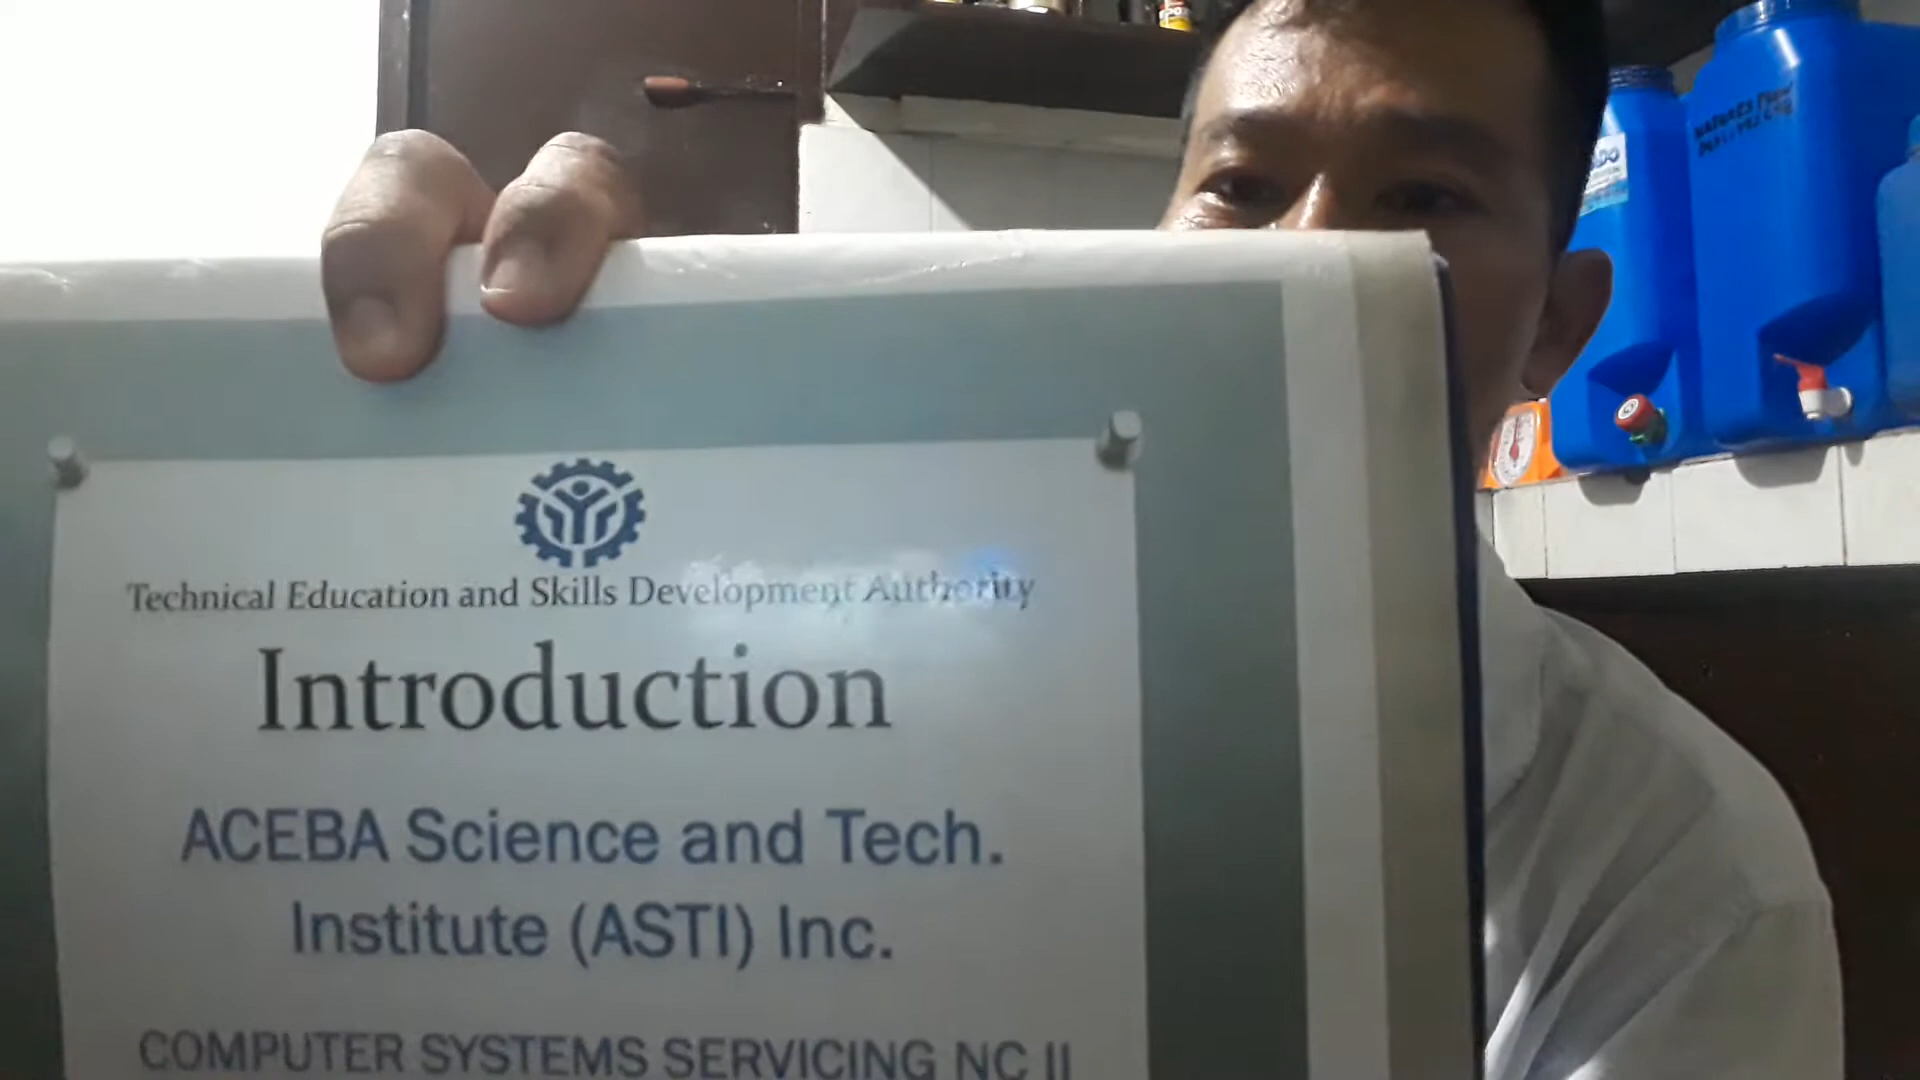 Technical Education and Skills Development Authority
Introduction
ACEBA Science and Tech.
Institute (ASTI) Inc.
COMPUTER SYSTEMS SERVICING NC II